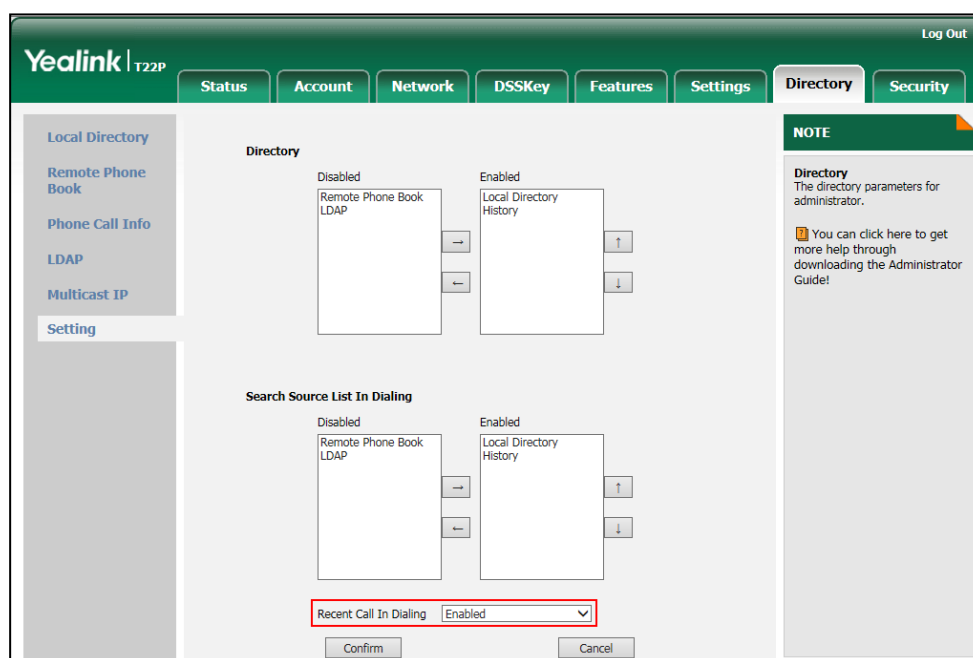 Log Out
Yealink T22P
Status Account Network DSSKey Features Settings Directory Security
Local Directory
Remote Phone
Book
Phone Call Info
LDAP
Multicast IP
Setting
Directory
Disabled Enabled
Remote Phone Book Local Directory
LDAP History
→ ↑
← ↓
Search Source List In Dialing
Disabled Enabled
Remote Phone Book Local Directory
LDAP History
→ ↑
← ↓
Recent Call In Dialing Enabled
Confirm Cancel
NOTE
Directory
The directory parameters for
administrator.
? You can click here to get
more help through
downloading the Administrator
Guide!